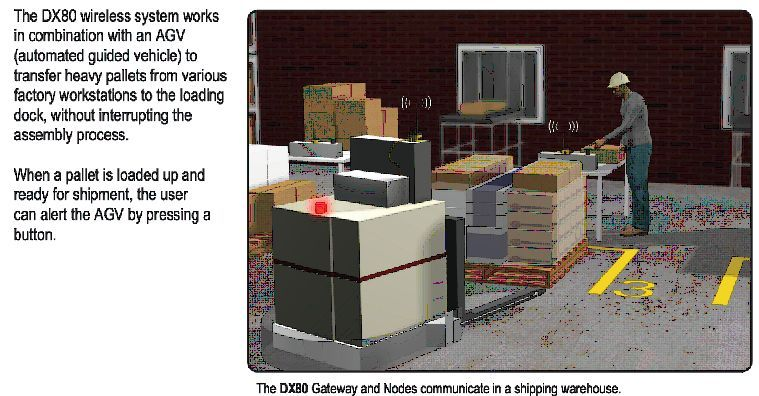 The DX80 wireless system works
in combination with an AGV
(automated guided vehicle) to
transfer heavy pallets from various
factory workstations to the loading
dock, without interrupting the
assembly process.
When a pallet is loaded up and
ready for shipment, the user
can alert the AGV by pressing a
button.
3
The DX80 Gateway and Nodes communicate in a shipping warehouse.